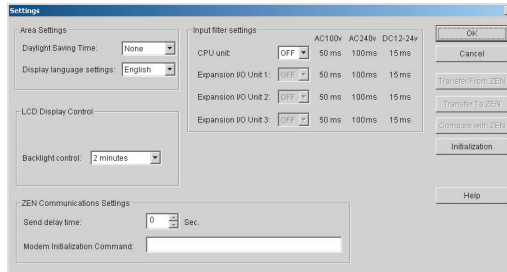 Settings
Area Settings
Daylight Saving Time: None
Display language settings: English
LCD Display Control
Backlight control: 2 minutes
Input filter settings
AC100v AC240v DC12-24v
CPU unit: OFF 50 ms 100ms 15ms
Expansion I/O Unit 1: OFF 50 ms 100ms 15ms
Expansion I/O Unit 2: OFF 50 ms 100ms 15ms
Expansion I/O Unit 3: OFF 50 ms 100ms 15ms
ZEN Communications Settings
Send delay time: 0 Sec.
Modem Initialization Command:
OK
Cancel
Transfer From ZEN
Transfer To ZEN
Compare with ZEN
Initialization
Help